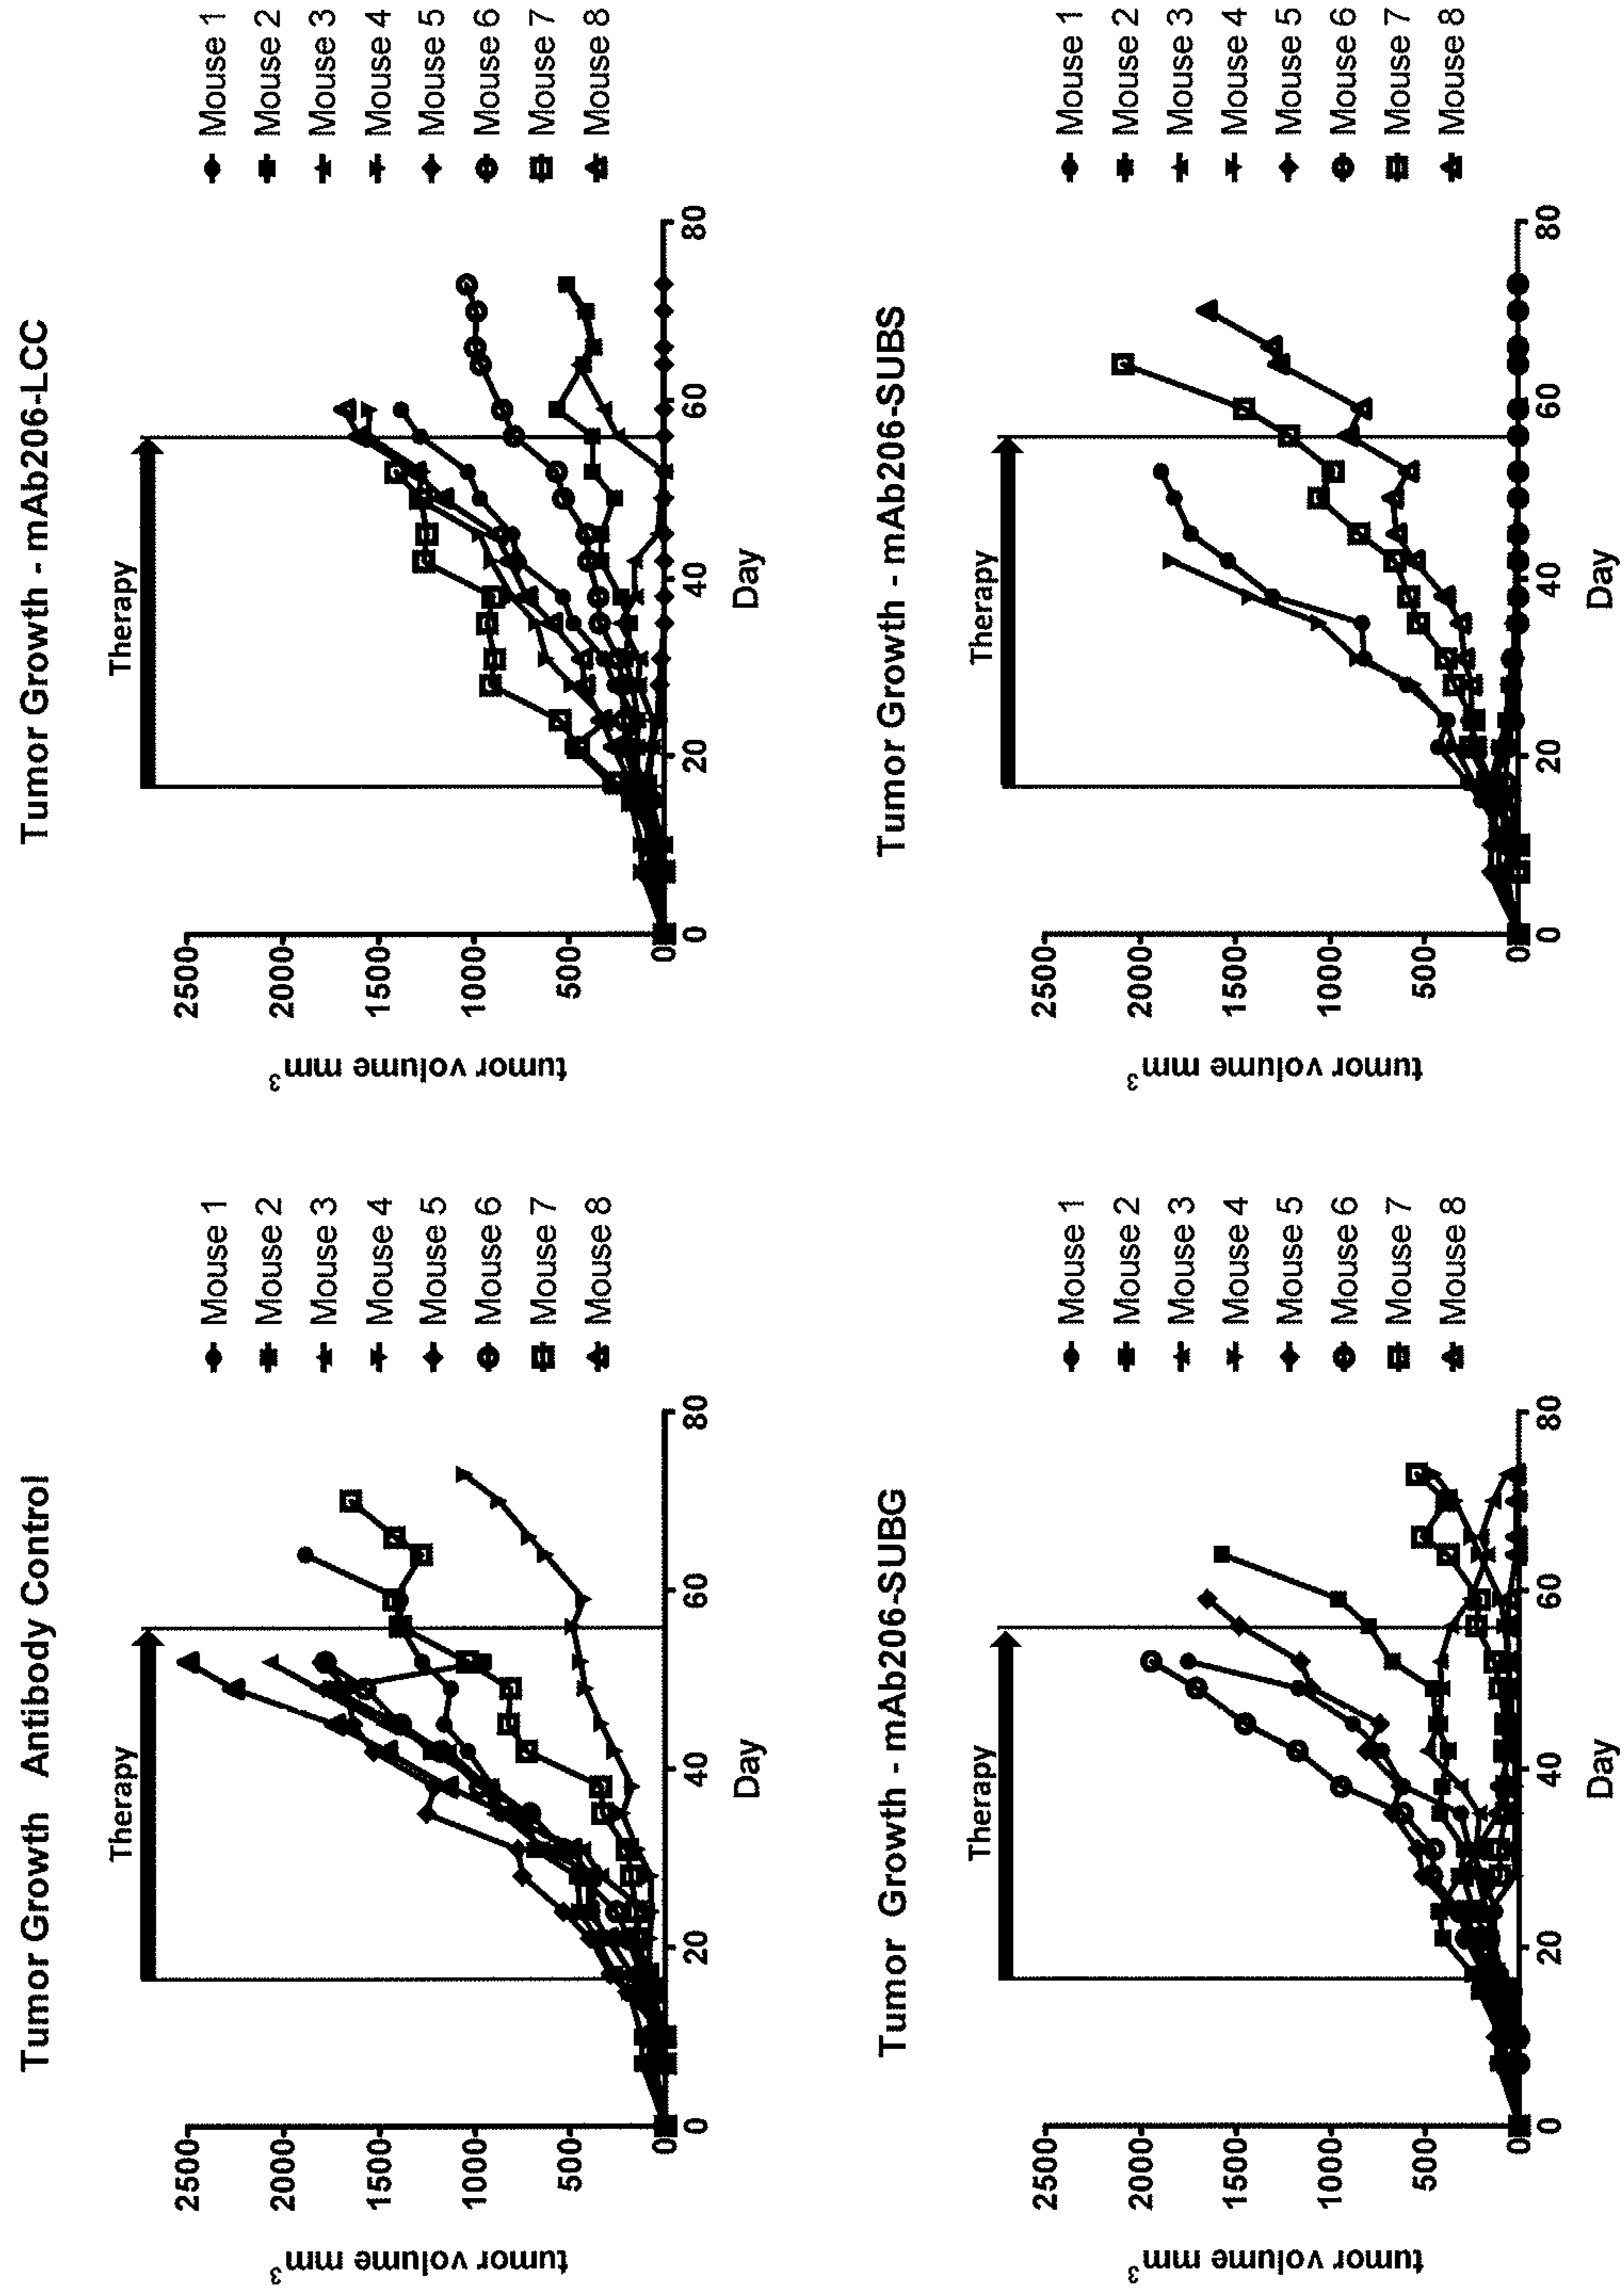 Tumor Growth Antibody Control
Therapy
tumor volume mm³
2500
2000
1500
1000
500
0
0
20
40
60
80
Day
Mouse 1
Mouse 2
Mouse 3
Mouse 4
Mouse 5
Mouse 6
Mouse 7
Mouse 8
Tumor Growth - mAb206-LCC
Therapy
tumor volume mm³
2500
2000
1500
1000
500
0
0
20
40
60
80
Day
Mouse 1
Mouse 2
Mouse 3
Mouse 4
Mouse 5
Mouse 6
Mouse 7
Mouse 8
Tumor Growth - mAb206-SUBG
Therapy
tumor volume mm³
2500
2000
1500
1000
500
0
0
20
40
60
80
Day
Mouse 1
Mouse 2
Mouse 3
Mouse 4
Mouse 5
Mouse 6
Mouse 7
Mouse 8
Tumor Growth - mAb206-SUBS
Therapy
tumor volume mm³
2500
2000
1500
1000
500
0
0
20
40
60
80
Day
Mouse 1
Mouse 2
Mouse 3
Mouse 4
Mouse 5
Mouse 6
Mouse 7
Mouse 8